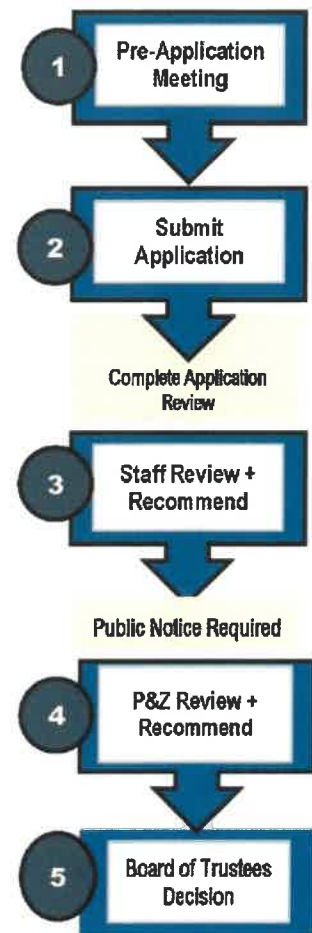 1
Pre-Application
Meeting
2
Submit
Application
Complete Application
Review
3
Staff Review +
Recommend
Public Notice Required
4
P&Z Review +
Recommend
5
Board of Trustees
Decision